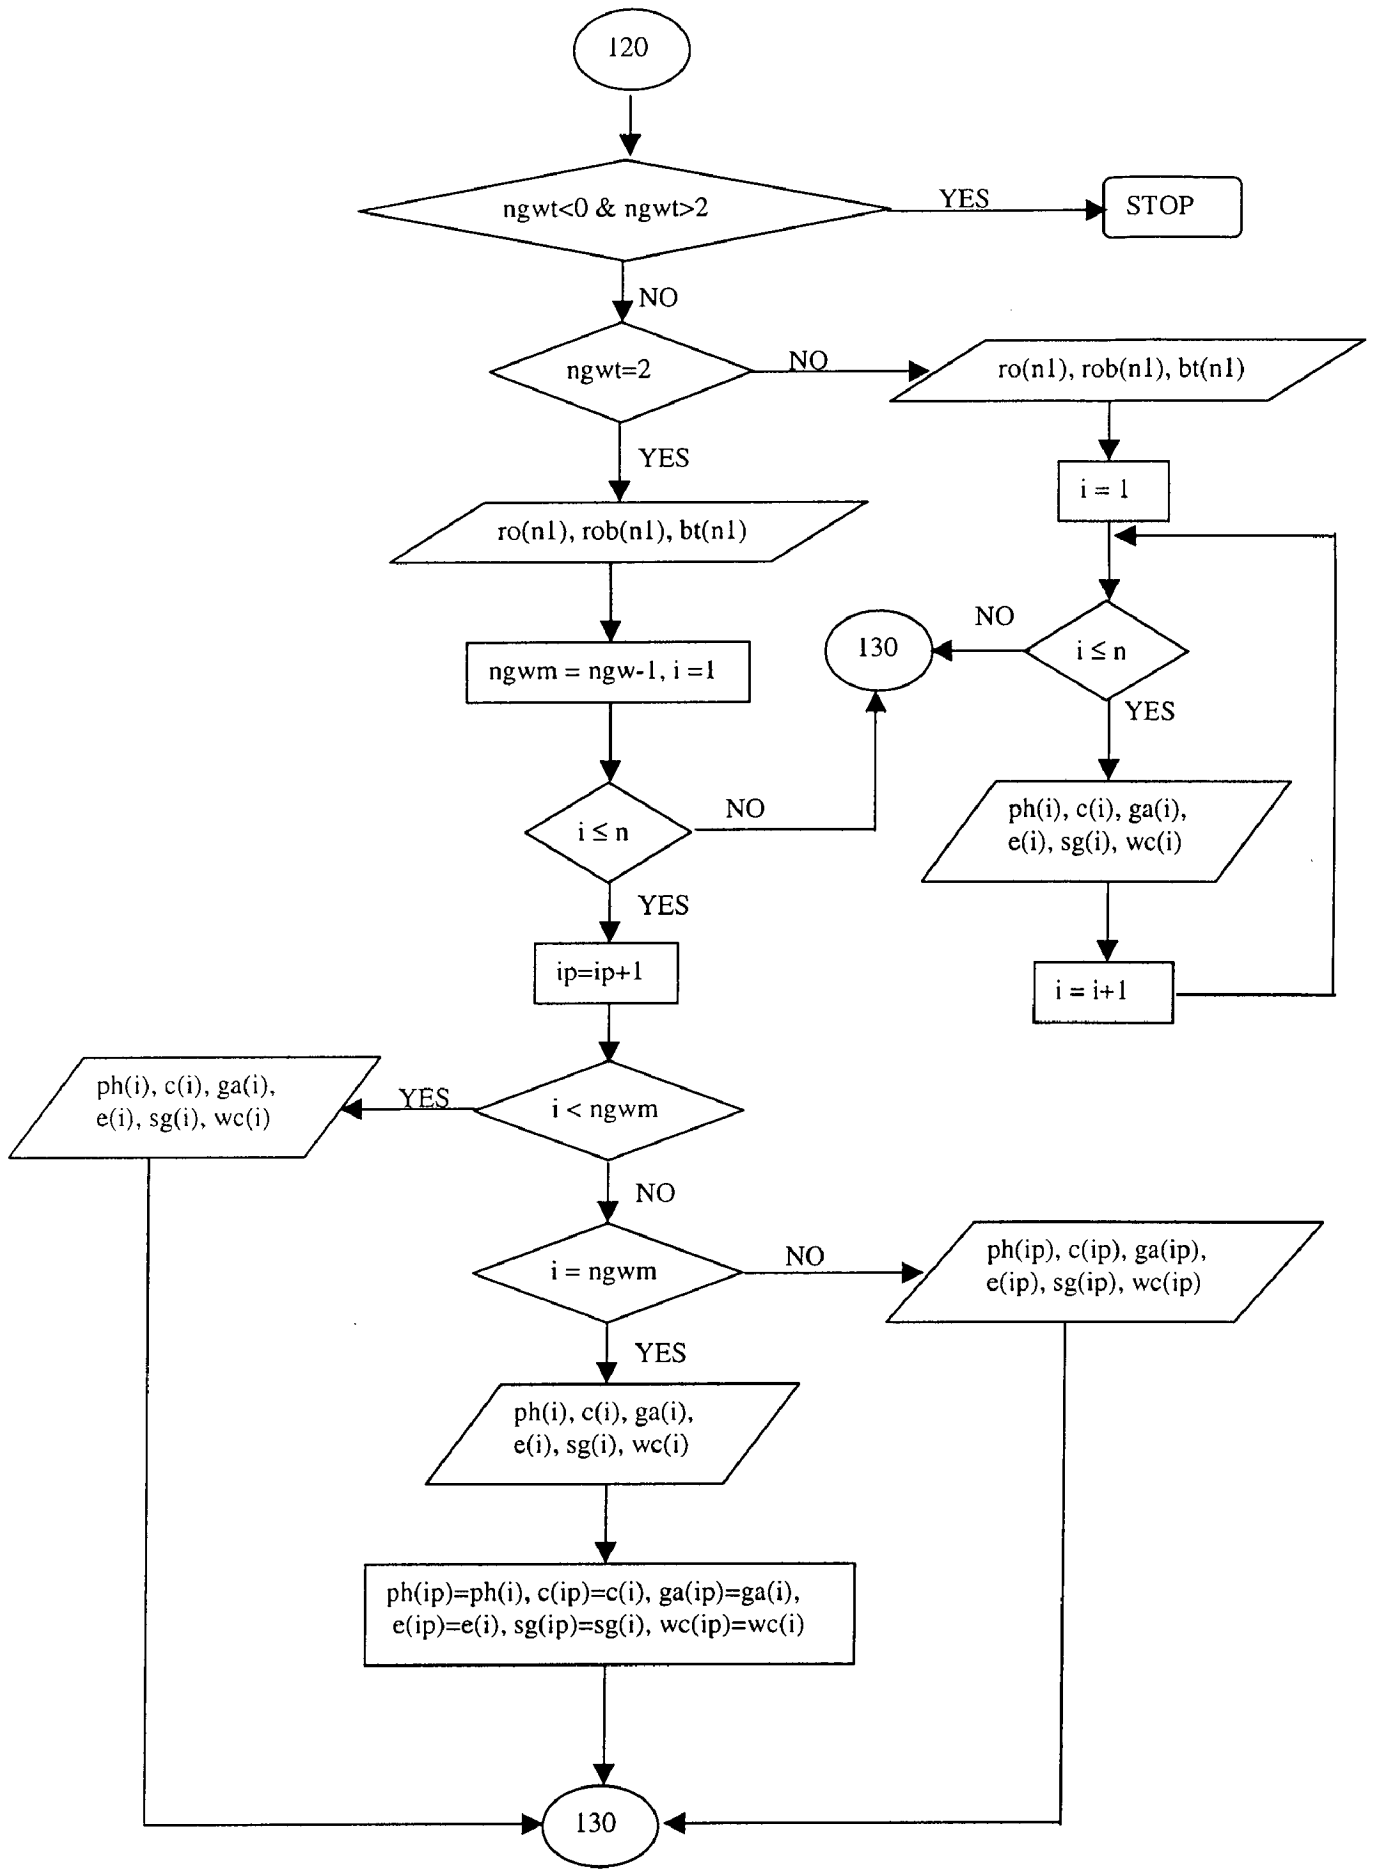 120
ngwt<0 & ngwt>2
YES
STOP
NO
ngwt=2
NO
ro(n1), rob(n1), bt(n1)
YES
i = 1
ro(n1), rob(n1), bt(n1)
NO
130
i ≤ n
ngwm = ngw-1, i =1
YES
i ≤ n
NO
ph(i), c(i), ga(i),
e(i), sg(i), wc(i)
YES
ip=ip+1
i = i+1
ph(i), c(i), ga(i),
e(i), sg(i), wc(i)
YES
i < ngwm
NO
i = ngwm
NO
ph(ip), c(ip), ga(ip),
e(ip), sg(ip), wc(ip)
YES
ph(i), c(i), ga(i),
e(i), sg(i), wc(i)
ph(ip)=ph(i), c(ip)=c(i), ga(ip)=ga(i),
e(ip)=e(i), sg(ip)=sg(i), wc(ip)=wc(i)
130